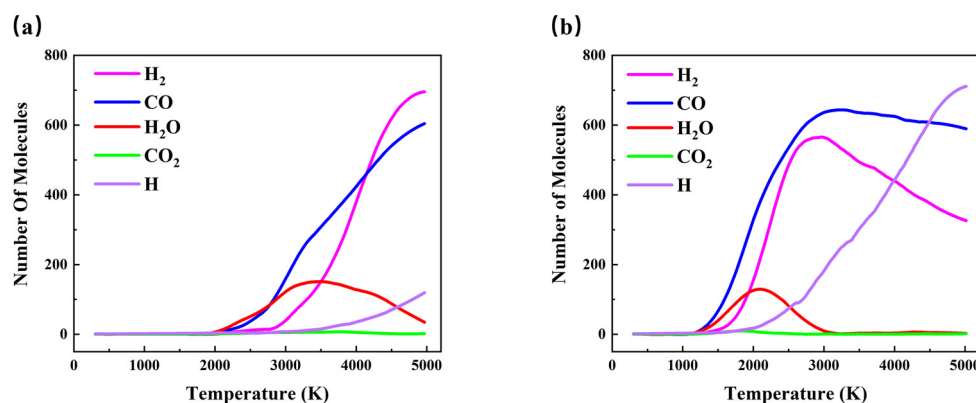 (a)
800
600
400
200
0
Number Of Molecules
H₂
CO
H₂O
CO₂
H
0 1000 2000 3000 4000 5000
Temperature (K)
(b)
800
600
400
200
0
Number of Molecules
H₂
CO
H₂O
CO₂
H
0 1000 2000 3000 4000 5000
Temperature (K)